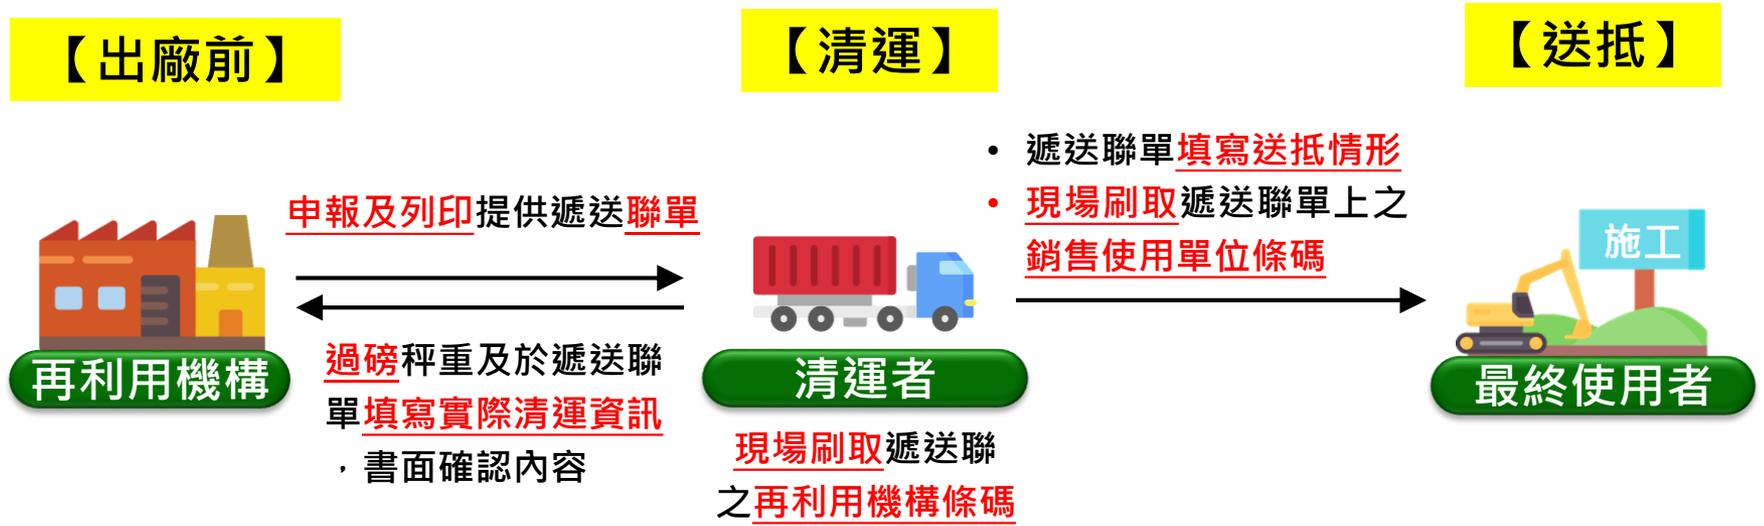 【出廠前】
【清運】
【送抵】
申報及列印提供遞送聯單
過磅秤重及於遞送聯
單填寫實際清運資訊
，書面確認內容
再利用機構
清運者
現場刷取遞送聯
之再利用機構條碼
• 遞送聯單填寫送抵情形
• 現場刷取遞送聯單上之
銷售使用單位條碼
施工
最終使用者